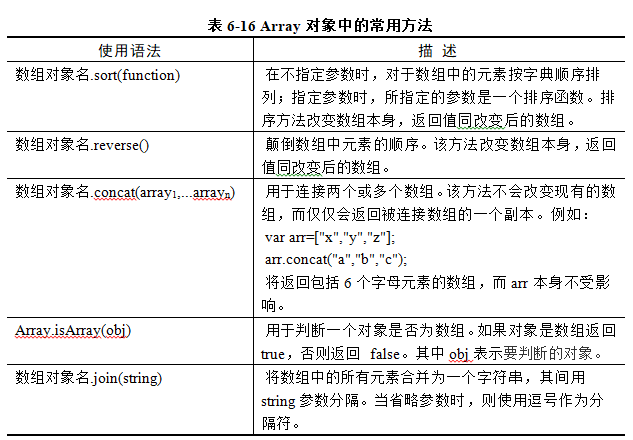 表 6-16 Array 对象中的常用方法
使用语法 描 述
数组对象名.sort(function) 在不指定参数时，对于数组中的元素按字典顺序排
列；指定参数时，所指定的参数是一个排序函数。排
序方法改变数组本身，返回值同改变后的数组。
数组对象名.reverse() 颠倒数组中元素的顺序。该方法改变数组本身，返回
值同改变后的数组。
数组对象名.concat(array1,...arrayn) 用于连接两个或多个数组。该方法不会改变现有的数
组，而仅仅会返回被连接数组的一个副本。例如：
var arr=["x","y","z"];
arr.concat("a","b","c");
将返回包括 6 个字母元素的数组，而 arr 本身不受影
响。
Array.isArray(obj) 用于判断一个对象是否为数组。如果对象是数组返回
true，否则返回 false。其中 obj 表示要判断的对象。
数组对象名.join(string) 将数组中的所有元素合并为一个字符串，其间用
string 参数分隔。当省略参数时，则使用逗号作为分
隔符。